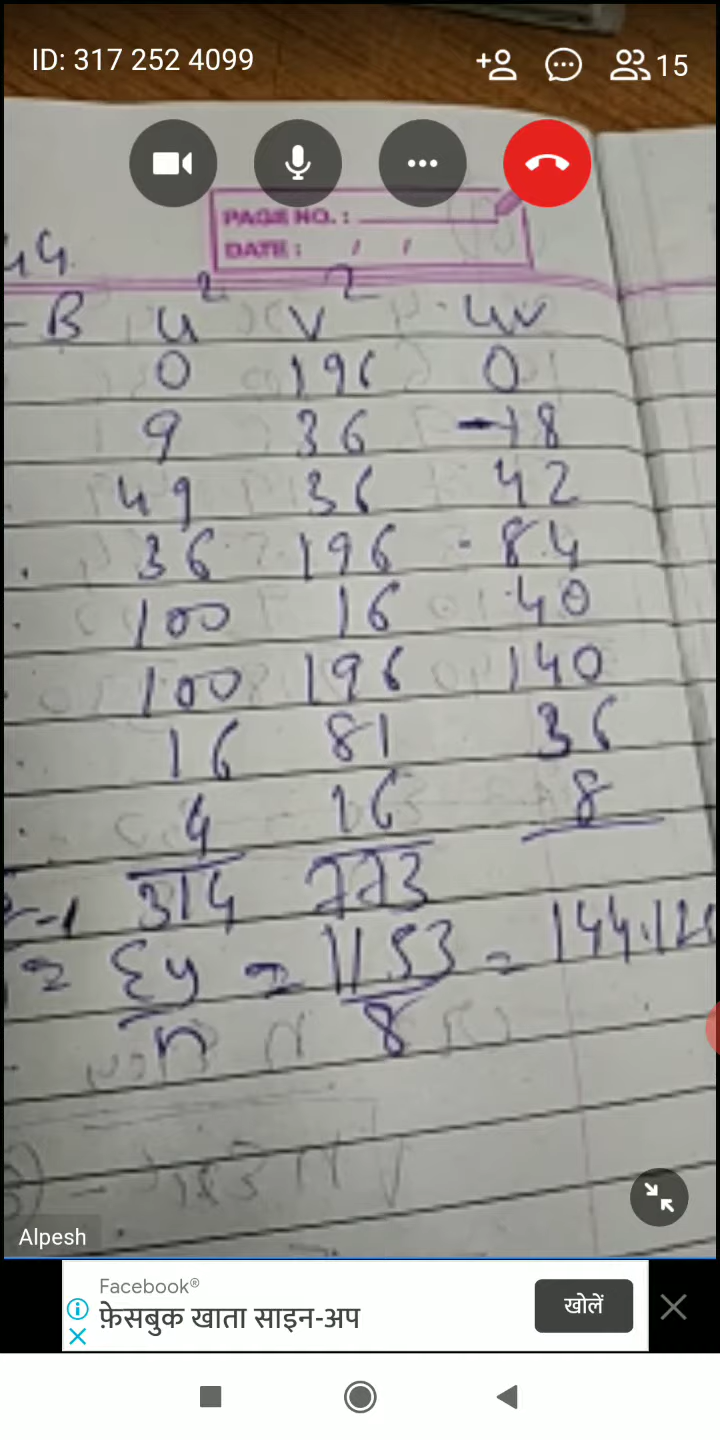 ID: 317 252 4099
15
PAGE NO. :
DATE : / /
44
- B u² v² uv
0 196 0
9 36 -18
49 36 42
36 196 - 84
100 16 40
100 196 140
16 81 36
4 16 8
314 773
-1
= Σy = 1153 = 144.12
n 8
Alpesh
Facebook®
फ़ेसबुक खाता साइन-अप
खोलें